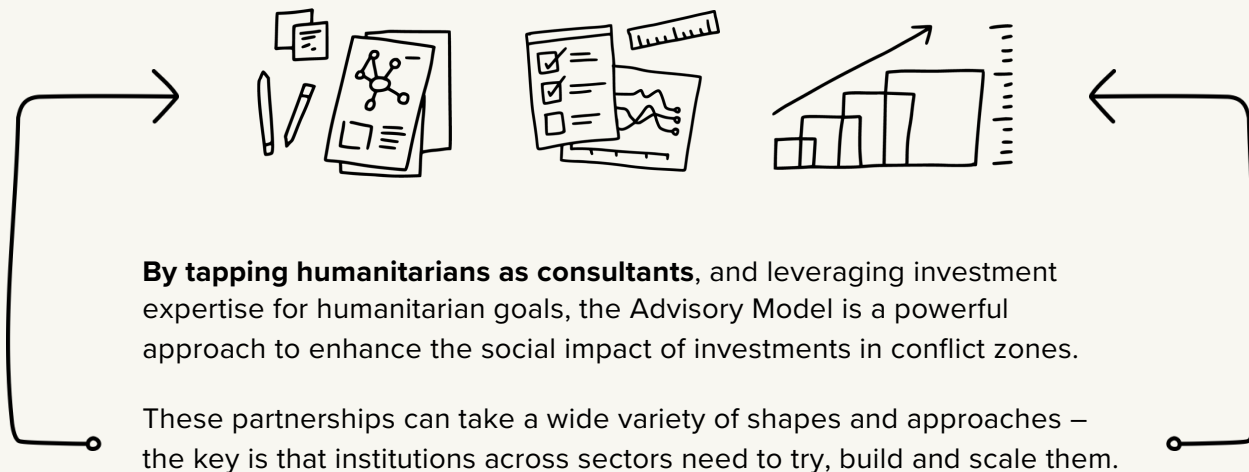 By tapping humanitarians as consultants, and leveraging investment
expertise for humanitarian goals, the Advisory Model is a powerful
approach to enhance the social impact of investments in conflict zones.
These partnerships can take a wide variety of shapes and approaches –
the key is that institutions across sectors need to try, build and scale them.